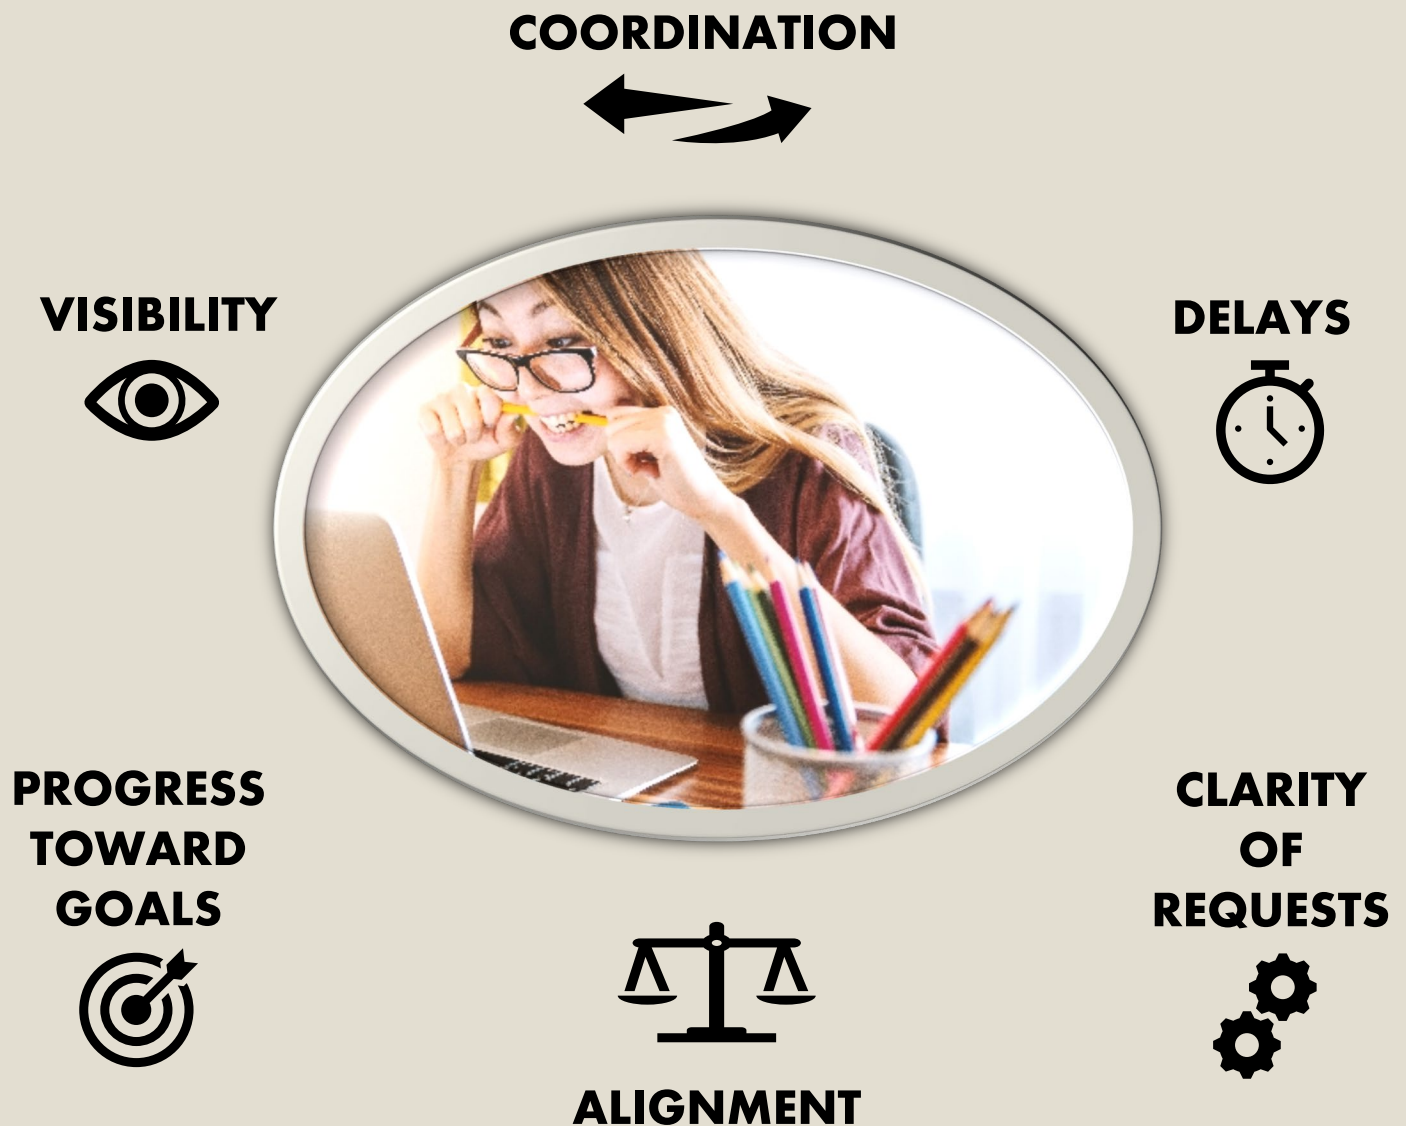 COORDINATION
VISIBILITY
DELAYS
PROGRESS
TOWARD
GOALS
CLARITY
OF
REQUESTS
ALIGNMENT